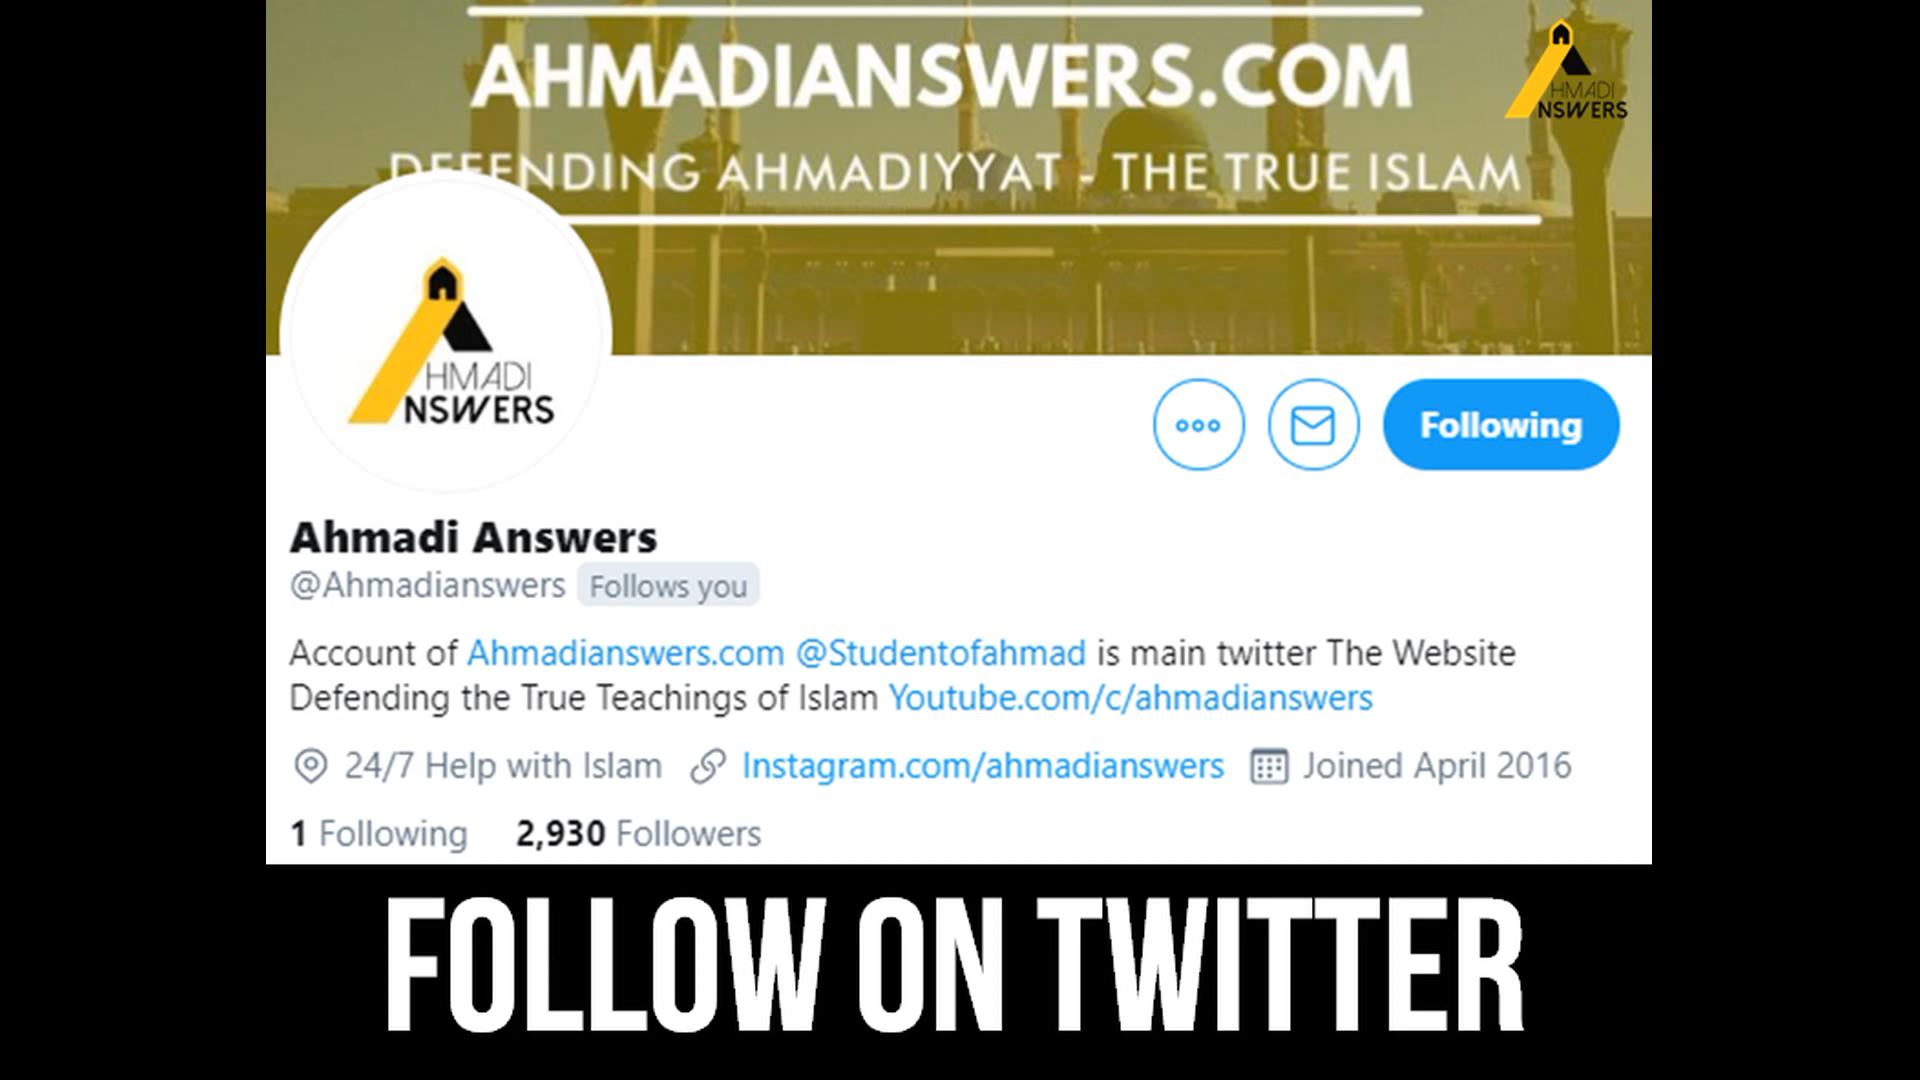 AHMADIANSWERS.COM
HMADI
NSWERS
DEFENDING AHMADIYYAT - THE TRUE ISLAM
HMADI
NSWERS
Following
Ahmadi Answers
@Ahmadianswers Follows you
Account of Ahmadianswers.com @Studentofahmad is main twitter The Website
Defending the True Teachings of Islam Youtube.com/c/ahmadianswers
24/7 Help with Islam Instagram.com/ahmadianswers Joined April 2016
1 Following 2,930 Followers
FOLLOW ON TWITTER